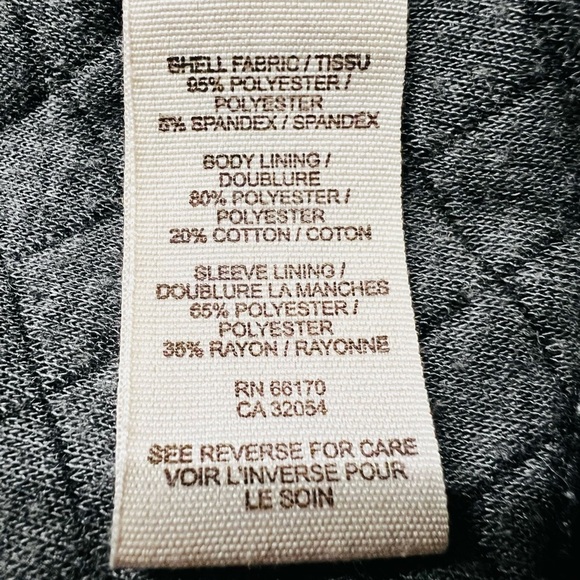 SHELL FABRIC / TISSU
95% POLYESTER /
POLYESTER
5% SPANDEX / SPANDEX
BODY LINING /
DOUBLURE
80% POLYESTER /
POLYESTER
20% COTTON / COTON
SLEEVE LINING /
DOUBLURE LA MANCHES
65% POLYESTER /
POLYESTER
35% RAYON / RAYONNE
RN 66170
CA 32054
SEE REVERSE FOR CARE
VOIR L'INVERSE POUR
LE SOIN